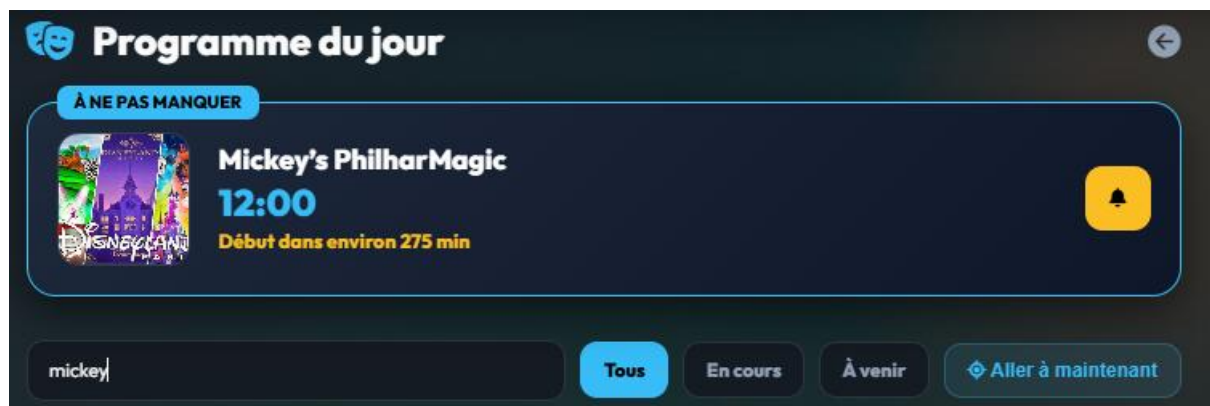 Programme du jour
À NE PAS MANQUER
Mickey’s PhilharMagic
12:00
Début dans environ 275 min
DISNEYLAND
mickey
Tous
En cours
À venir
Aller à maintenant